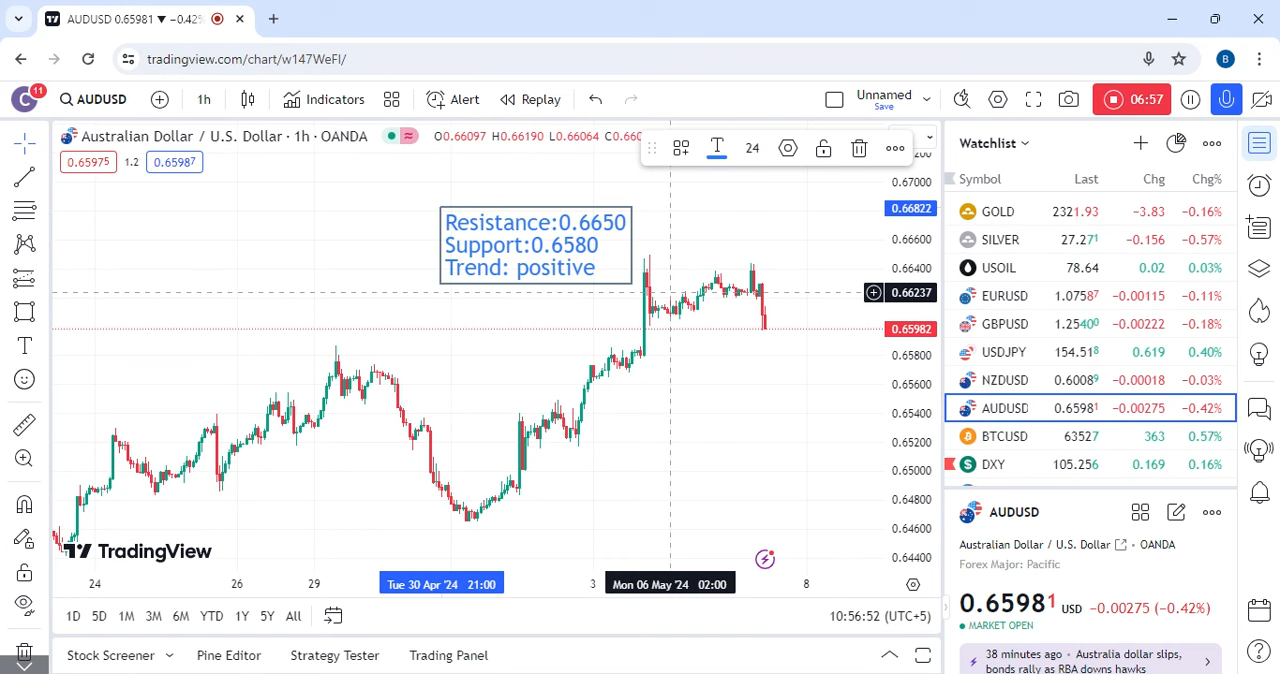 AUDUSD 0.65981 ▼ −0.42%
tradingview.com/chart/w147WeFI/
B
C
11
AUDUSD
1h
Indicators
Alert
Replay
Unnamed
Save
06:57
Australian Dollar / U.S. Dollar · 1h · OANDA
O0.66097 H0.66190 L0.66064
0.65975
1.2
0.65987
24
Resistance:0.6650
Support:0.6580
Trend: positive
0.67000
0.66822
0.66600
0.66400
0.66237
0.65982
0.65800
0.65600
0.65400
0.65200
0.65000
0.64800
0.64600
0.64400
TradingView
24
26
29
Tue 30 Apr '24 21:00
3
Mon 06 May '24 02:00
8
1D 5D 1M 3M 6M YTD 1Y 5Y All
10:56:52 (UTC+5)
Stock Screener
Pine Editor
Strategy Tester
Trading Panel
Watchlist
Symbol Last Chg Chg%
GOLD 2321.93 −3.83 −0.16%
SILVER 27.271 −0.156 −0.57%
USOIL 78.64 0.02 0.03%
EURUSD 1.07587 −0.00115 −0.11%
GBPUSD 1.25400 −0.00222 −0.18%
USDJPY 154.518 0.619 0.40%
NZDUSD 0.60089 −0.00018 −0.03%
AUDUSD 0.65981 −0.00275 −0.42%
BTCUSD 63527 363 0.57%
DXY 105.256 0.169 0.16%
AUDUSD
Australian Dollar / U.S. Dollar · OANDA
Forex Major: Pacific
0.65981 USD −0.00275 (−0.42%)
MARKET OPEN
38 minutes ago · Australia dollar slips,
bonds rally as RBA downs hawks